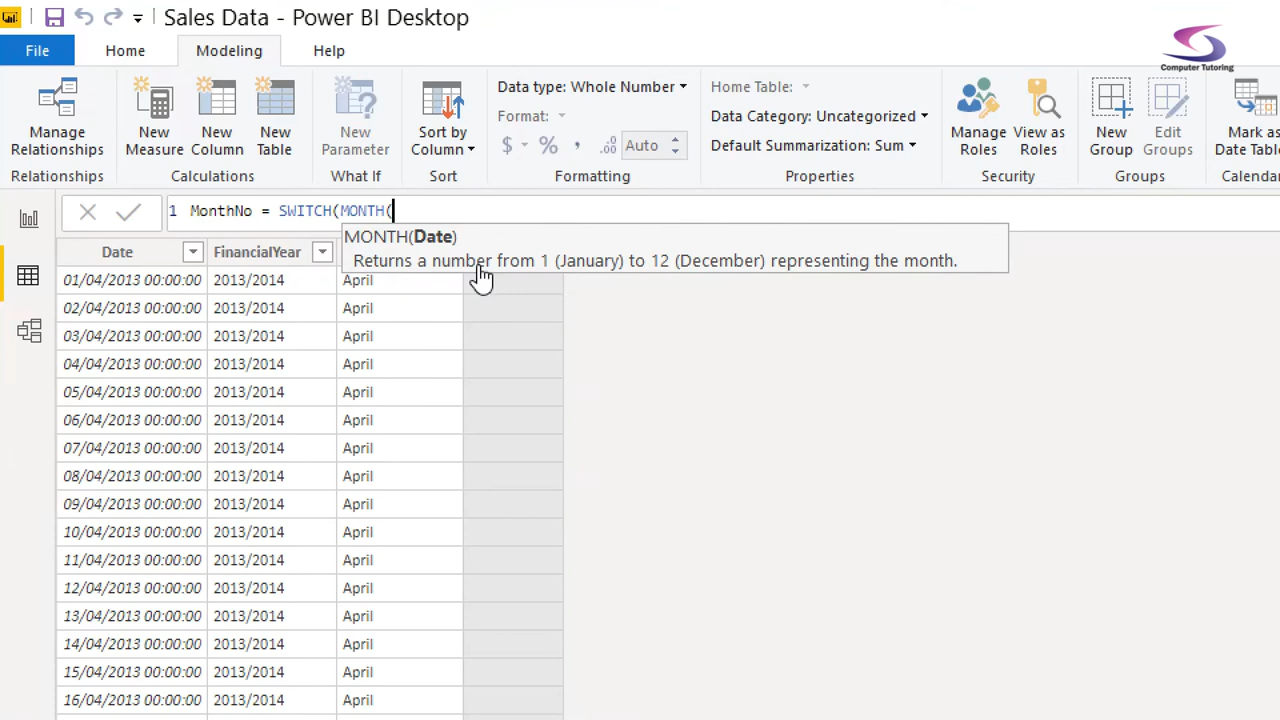 Sales Data - Power BI Desktop
Computer Tutoring
File Home Modeling Help
Manage Relationships
New Measure
New Column
New Table
New Parameter
Sort by Column
Data type: Whole Number
Format:
$ % , .00 Auto
Home Table:
Data Category: Uncategorized
Default Summarization: Sum
Manage Roles
View as Roles
New Group
Edit Groups
Mark as
Date Table
Relationships Calculations What If Sort Formatting Properties Security Groups Calendar
1 MonthNo = SWITCH(MONTH(
MONTH(Date)
Returns a number from 1 (January) to 12 (December) representing the month.
Date FinancialYear
01/04/2013 00:00:00 2013/2014 April
02/04/2013 00:00:00 2013/2014 April
03/04/2013 00:00:00 2013/2014 April
04/04/2013 00:00:00 2013/2014 April
05/04/2013 00:00:00 2013/2014 April
06/04/2013 00:00:00 2013/2014 April
07/04/2013 00:00:00 2013/2014 April
08/04/2013 00:00:00 2013/2014 April
09/04/2013 00:00:00 2013/2014 April
10/04/2013 00:00:00 2013/2014 April
11/04/2013 00:00:00 2013/2014 April
12/04/2013 00:00:00 2013/2014 April
13/04/2013 00:00:00 2013/2014 April
14/04/2013 00:00:00 2013/2014 April
15/04/2013 00:00:00 2013/2014 April
16/04/2013 00:00:00 2013/2014 April